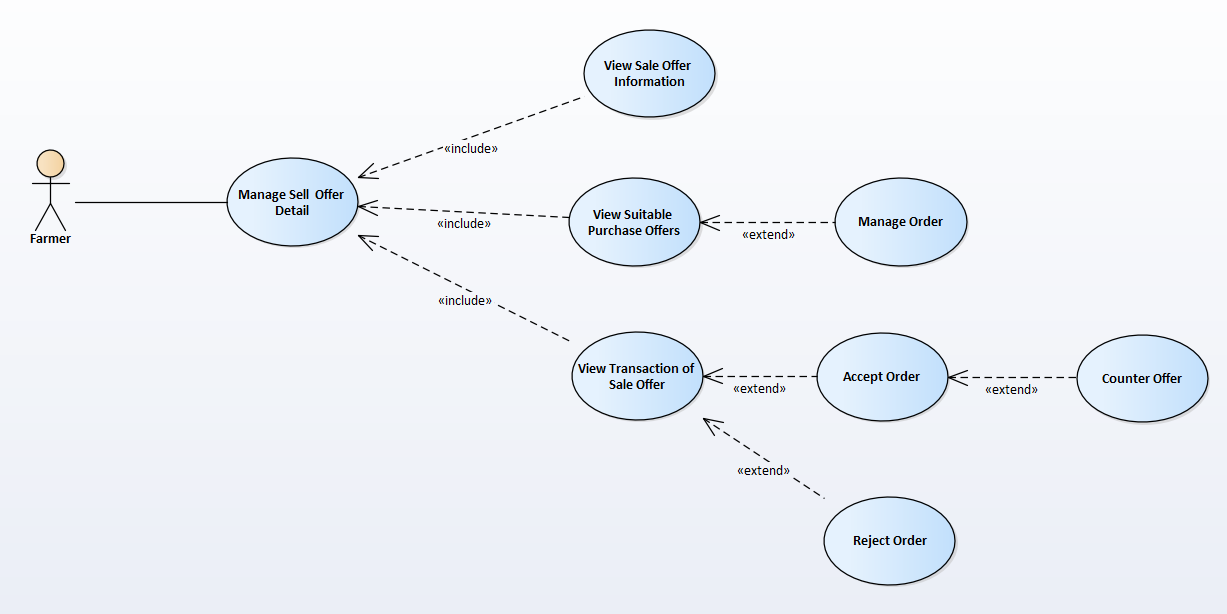 View Sale Offer
Information
«include»
Manage Sell  Offer
Detail
Farmer
«include»
View Suitable
Purchase Offers
«extend»
Manage Order
«include»
View Transaction of
Sale Offer
«extend»
Accept Order
«extend»
Counter Offer
«extend»
Reject Order